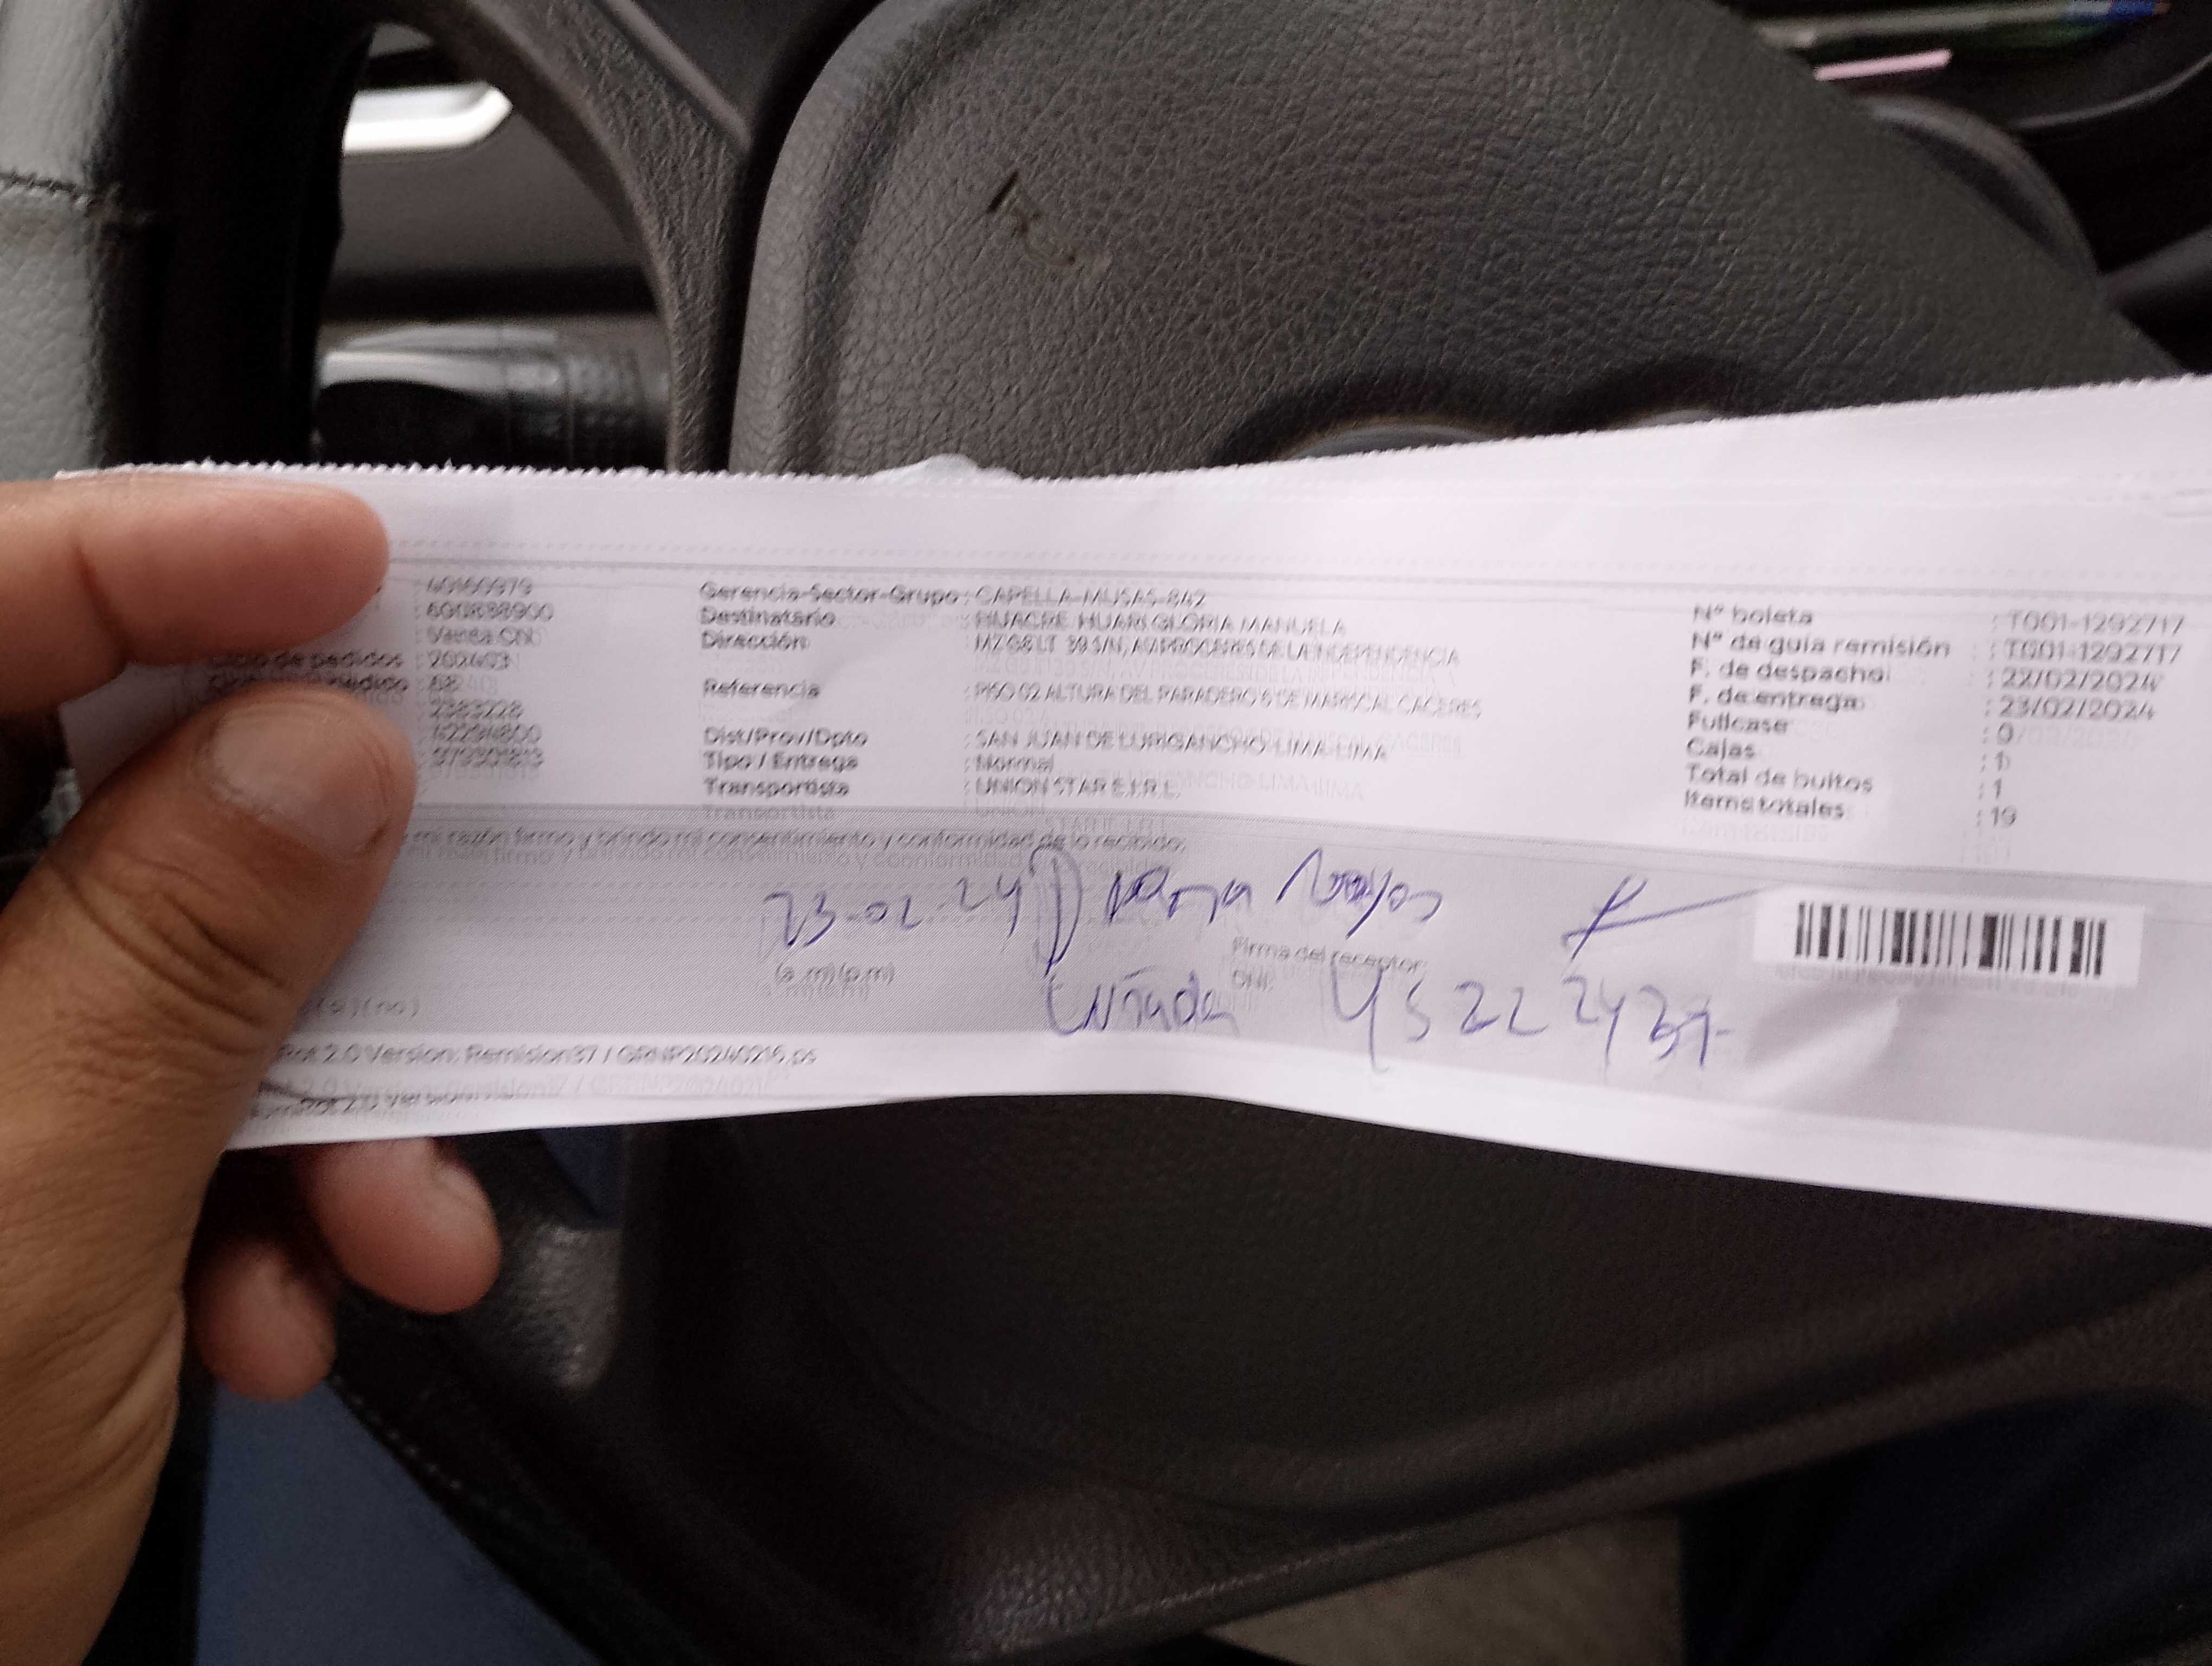 : 40160979
: 600838900
: Venta CN
Ciclo de pedidos : 202403
: 68
: 2383228
: 979301813
Gerencia-Sector-Grupo : CAPELLA-MUSAS-842
Destinatario : HUACRE HUARI GLORIA MANUELA
Dirección : MZ G8 LT 39 S/N, AV.PROCERES DE LA INDEPENDENCIA
Referencia : PISO 02 ALTURA DEL PARADERO 6 DE MARISCAL CACERES
Dist/Prov/Dpto : SAN JUAN DE LURIGANCHO-LIMA-LIMA
Tipo / Entrega : Normal
Transportista : UNION STAR E.I.R.L.
N° boleta : T001-1292717
N° de guía remisión : TG01-1292717
F. de despacho : 22/02/2024
F. de entrega : 23/02/2024
Fullcase : 0
Cajas : 1
Total de bultos : 1
Items totales : 19
mi razón firmo y brindo mi consentimiento y conformidad de lo recibido:
23-02-24
(a.m) (p.m)
Firma del receptor:
DNI:
Cuñada
(si) (no)
2.0 Version: Remision37 / GRNP20240216.ps